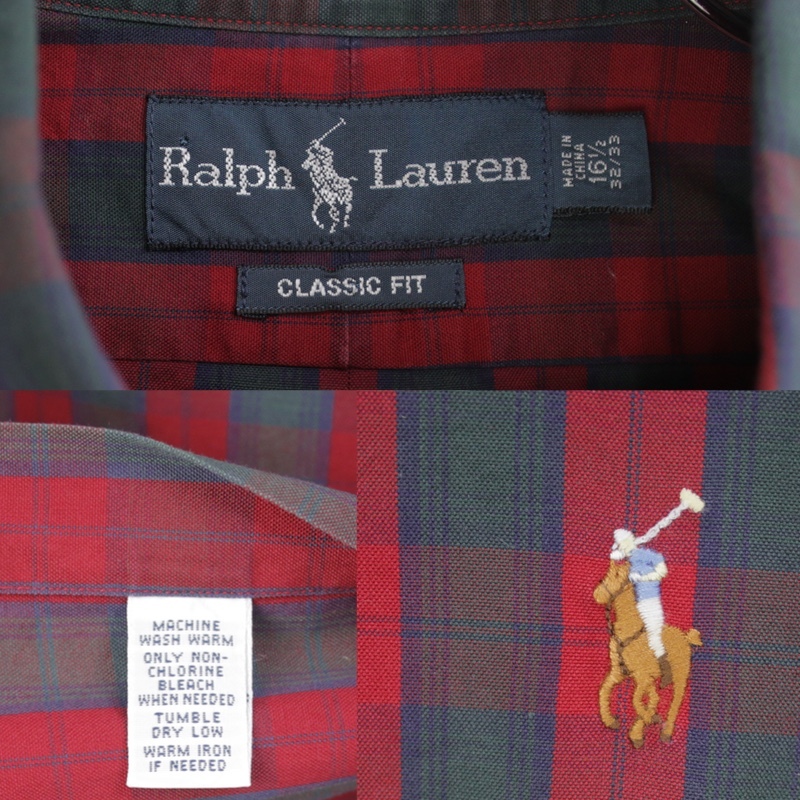 Ralph Lauren
MADE IN
CHINA
16½
32/33
CLASSIC FIT
MACHINE
WASH WARM
ONLY NON-
CHLORINE
BLEACH
WHEN NEEDED
TUMBLE
DRY LOW
WARM IRON
IF NEEDED